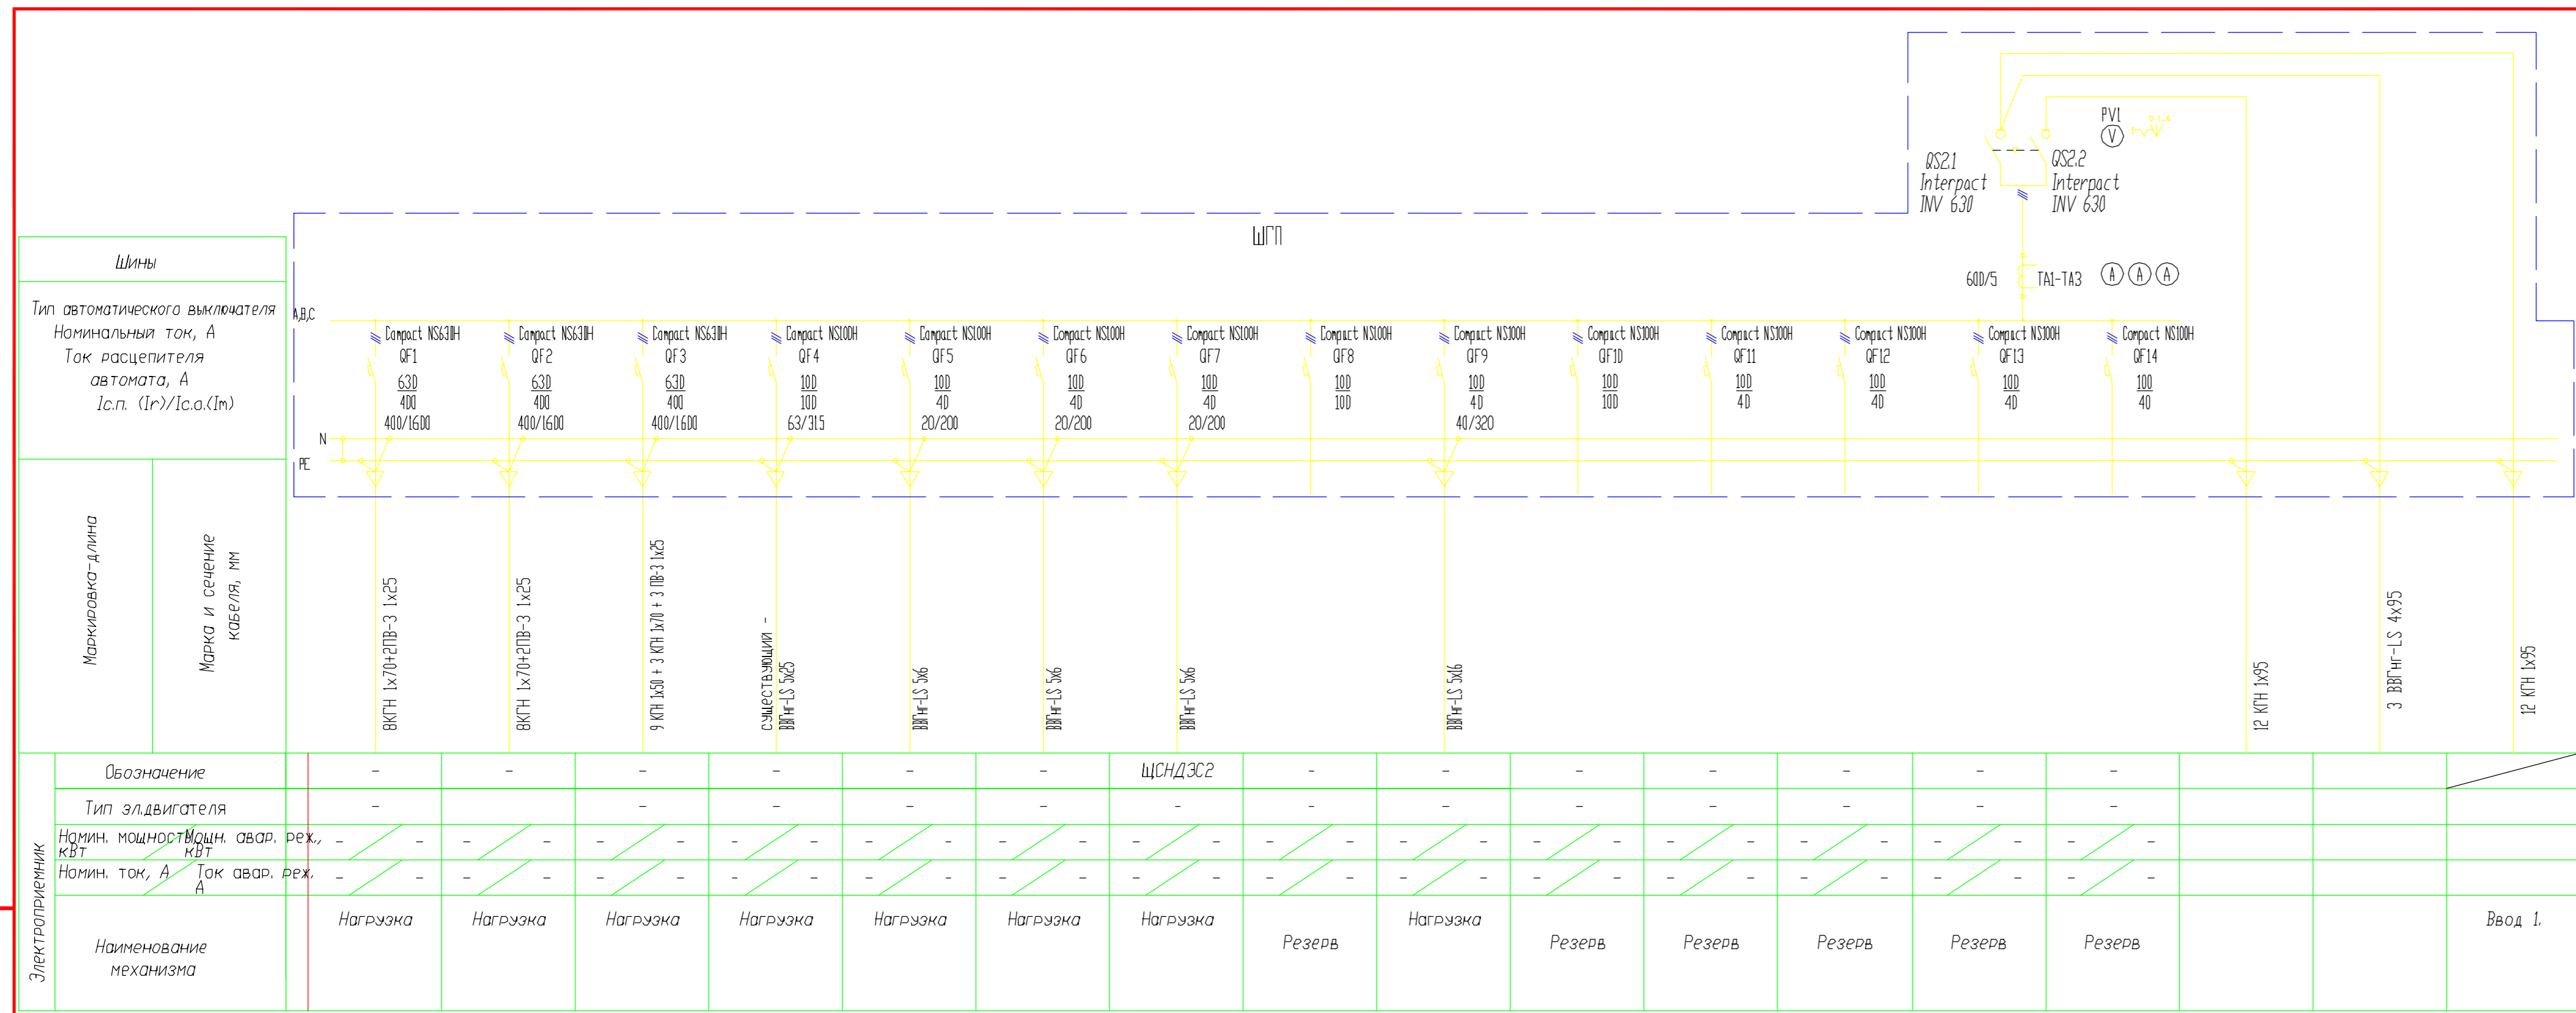 PV1
V
QS2.1
Interpact
INV 630
QS2.2
Interpact
INV 630
ШГП
600/5
TA1-TA3
A A A
Шины
Тип автоматического выключателя
Номинальный ток, А
Ток расцепителя
автомата, А
Iс.п. (Ir)/Iс.о.(Im)
A,B,C
N
PE
Compact NS630H
QF1
630
400
400/1600
Compact NS630H
QF2
630
400
400/1600
Compact NS630H
QF3
630
400
400/1600
Compact NS100H
QF4
100
100
63/315
Compact NS100H
QF5
100
40
20/200
Compact NS100H
QF6
100
40
20/200
Compact NS100H
QF7
100
40
20/200
Compact NS100H
QF8
100
100
Compact NS100H
QF9
100
40
40/320
Compact NS100H
QF10
100
100
Compact NS100H
QF11
100
40
Compact NS100H
QF12
100
40
Compact NS100H
QF13
100
40
Compact NS100H
QF14
100
40
Маркировка-длина
Марка и сечение
кабеля, мм
8КГН 1х70+2ПВ-3 1х25
8КГН 1х70+2ПВ-3 1х25
9 КГН 1х50 + 3 КГН 1х70 + 3 ПВ-3 1х25
существующий -
ВВГнг-LS 5х25
ВВГнг-LS 5х6
ВВГнг-LS 5х6
ВВГнг-LS 5х6
ВВГнг-LS 5х16
12 КГН 1х95
3 ВВГнг-LS 4х95
12 КГН 1х95
Электроприемник
Обозначение - - - - - - ЩСНДЭС2 - - - - - - -
Тип эл.двигателя - - - - - - - - - - - - -
Номин. мощность, кВт Мощн. авар. реж., кВт - - - - - - - - - - - - - - - - - - - - - - - - - - - -
Номин. ток, А Ток авар. реж, А - - - - - - - - - - - - - - - - - - - - - - - - - - - -
Наименование
механизма
Нагрузка
Нагрузка
Нагрузка
Нагрузка
Нагрузка
Нагрузка
Нагрузка
Резерв
Нагрузка
Резерв
Резерв
Резерв
Резерв
Резерв
Ввод 1.